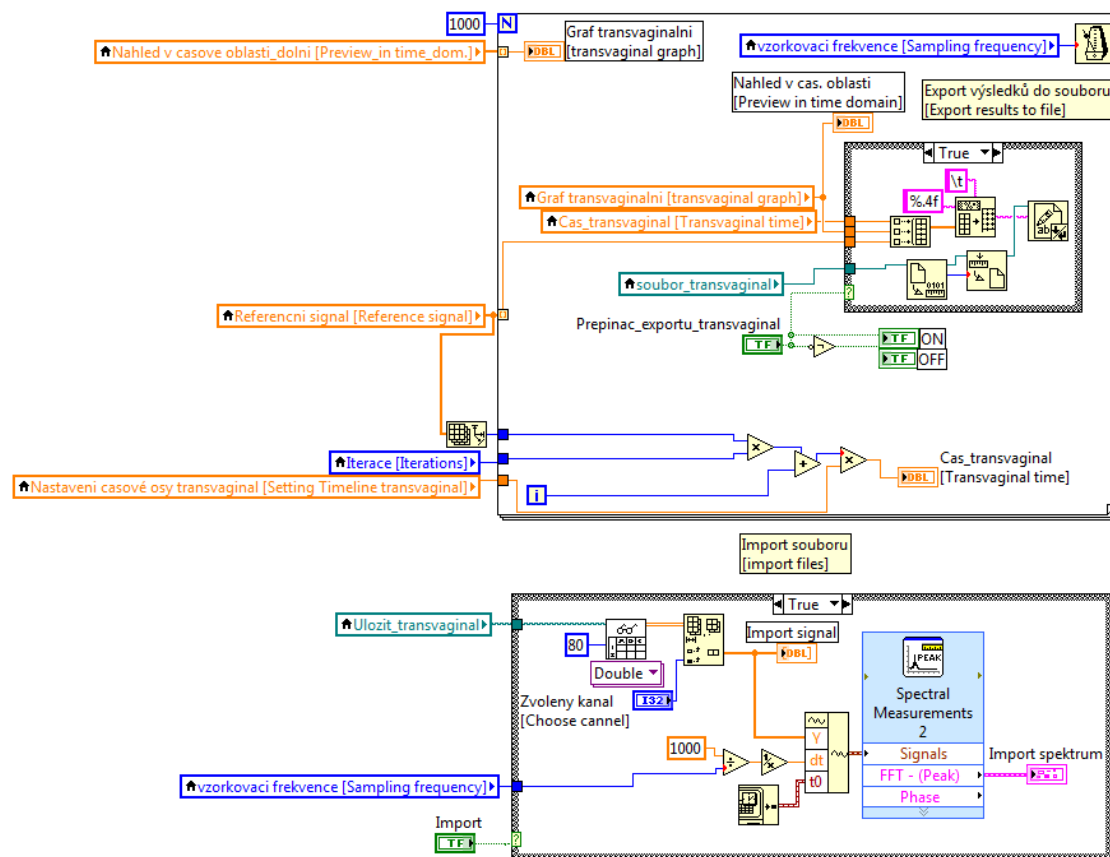 1000 N
Nahled v casove oblasti_dolni [Preview_in time_dom.]
DBL
Graf transvaginalni
[transvaginal graph]
vzorkovaci frekvence [Sampling frequency]
Nahled v cas. oblasti
[Preview in time domain]
DBL
Export výsledků do souboru
[Export results to file]
True
\t
%.4f
Graf transvaginalni [transvaginal graph]
Cas_transvaginal [Transvaginal time]
soubor_transvaginal
?
Referencni signal [Reference signal]
Prepinac_exportu_transvaginal
TF
TF ON
TF OFF
Iterace [Iterations]
Nastaveni casové osy transvaginal [Setting Timeline transvaginal]
i
Cas_transvaginal
[Transvaginal time]
DBL
Import souboru
[import files]
True
Ulozit_transvaginal
80
Double
Import signal
[DBL]
Zvoleny kanal
[Choose cannel]
I32
PEAK
Spectral
Measurements
2
Signals
FFT - (Peak)
Phase
Import spektrum
1000
1/x
Y
dt
t0
vzorkovaci frekvence [Sampling frequency]
Import
TF
?